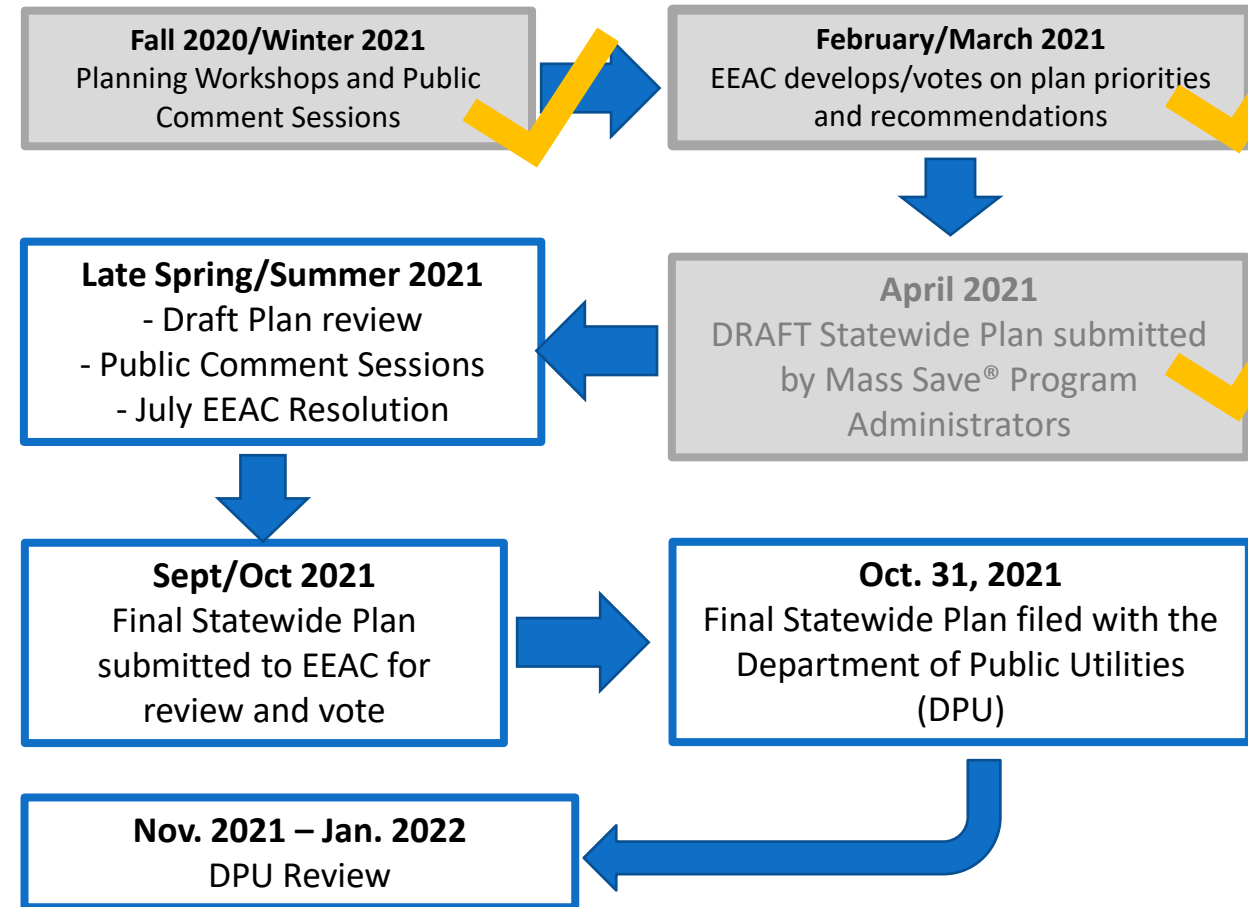 Fall 2020/Winter 2021
Planning Workshops and Public
Comment Sessions
February/March 2021
EEAC develops/votes on plan priorities
and recommendations
April 2021
DRAFT Statewide Plan submitted
by Mass Save® Program
Administrators
Late Spring/Summer 2021
- Draft Plan review
- Public Comment Sessions
- July EEAC Resolution
Sept/Oct 2021
Final Statewide Plan
submitted to EEAC for
review and vote
Oct. 31, 2021
Final Statewide Plan filed with the
Department of Public Utilities
(DPU)
Nov. 2021 – Jan. 2022
DPU Review